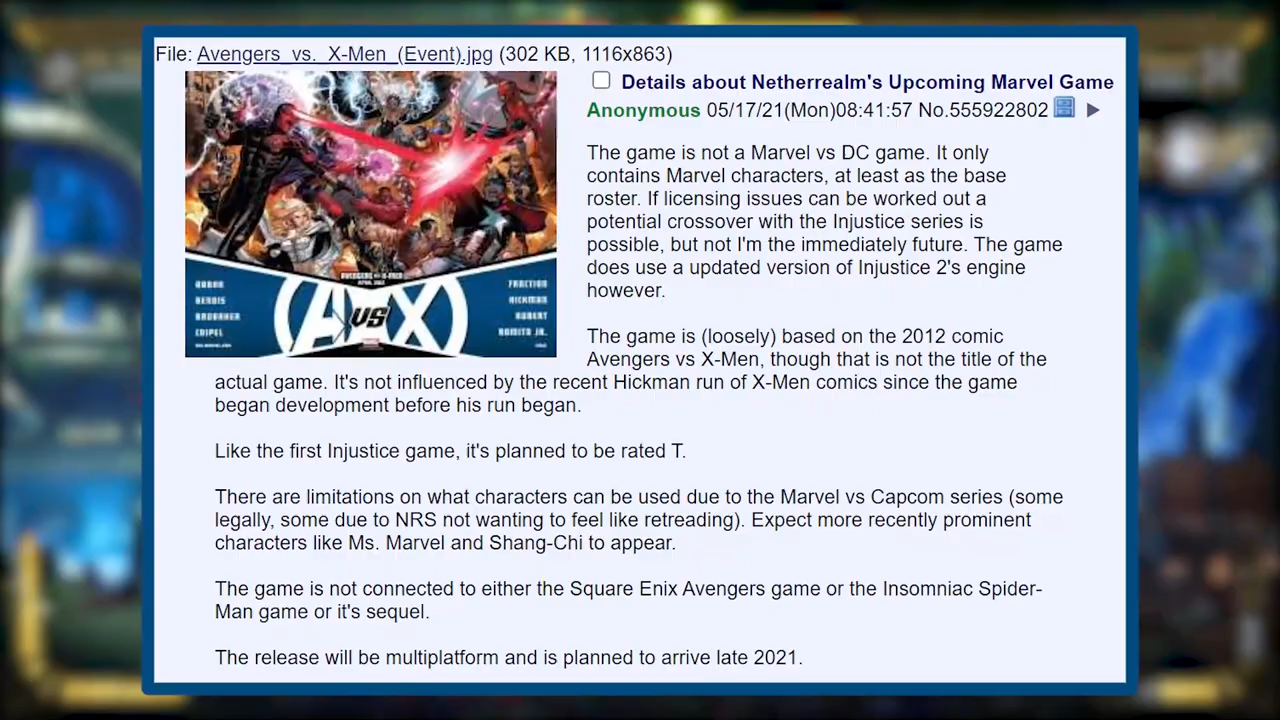 File: Avengers_vs._X-Men_(Event).jpg (302 KB, 1116x863)
Details about Netherrealm's Upcoming Marvel Game
Anonymous 05/17/21(Mon)08:41:57 No.555922802
The game is not a Marvel vs DC game. It only
contains Marvel characters, at least as the base
roster. If licensing issues can be worked out a
potential crossover with the Injustice series is
possible, but not I'm the immediately future. The game
does use a updated version of Injustice 2's engine
however.
The game is (loosely) based on the 2012 comic
Avengers vs X-Men, though that is not the title of the
actual game. It's not influenced by the recent Hickman run of X-Men comics since the game
began development before his run began.
Like the first Injustice game, it's planned to be rated T.
There are limitations on what characters can be used due to the Marvel vs Capcom series (some
legally, some due to NRS not wanting to feel like retreading). Expect more recently prominent
characters like Ms. Marvel and Shang-Chi to appear.
The game is not connected to either the Square Enix Avengers game or the Insomniac Spider-
Man game or it's sequel.
The release will be multiplatform and is planned to arrive late 2021.
AARON
BENDIS
BRUBAKER
COIPEL
A VS X
FRACTION
HICKMAN
KUBERT
ROMITA JR.